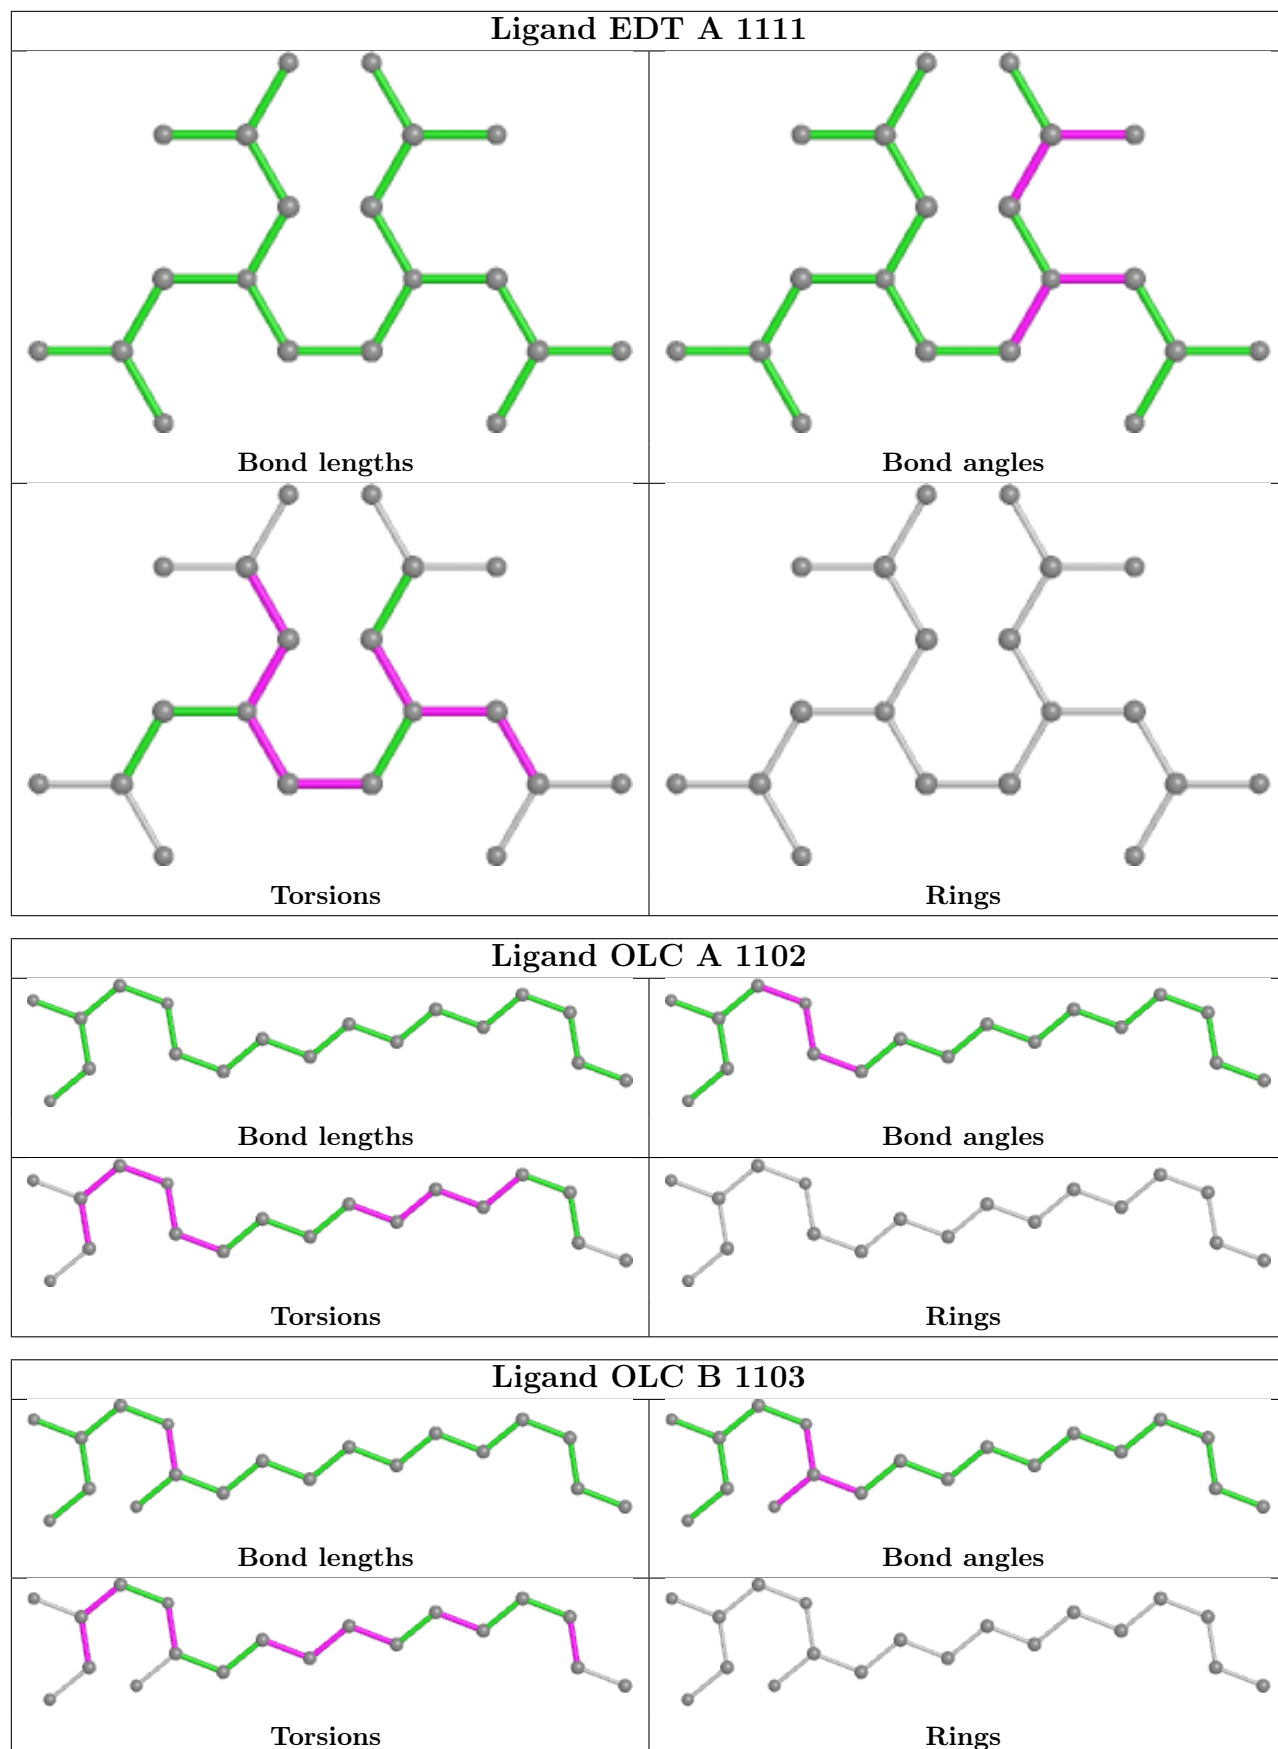 Ligand EDT A 1111
Bond lengths
Bond angles
Torsions
Rings
Ligand OLC A 1102
Bond lengths
Bond angles
Torsions
Rings
Ligand OLC B 1103
Bond lengths
Bond angles
Torsions
Rings